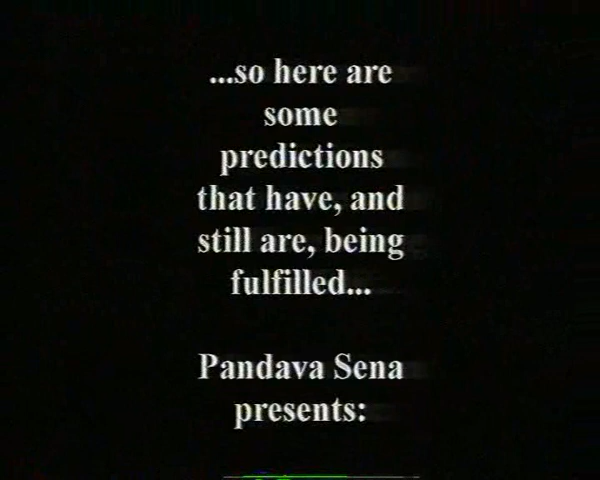 ...so here are
some
predictions
that have, and
still are, being
fulfilled...
Pandava Sena
presents: